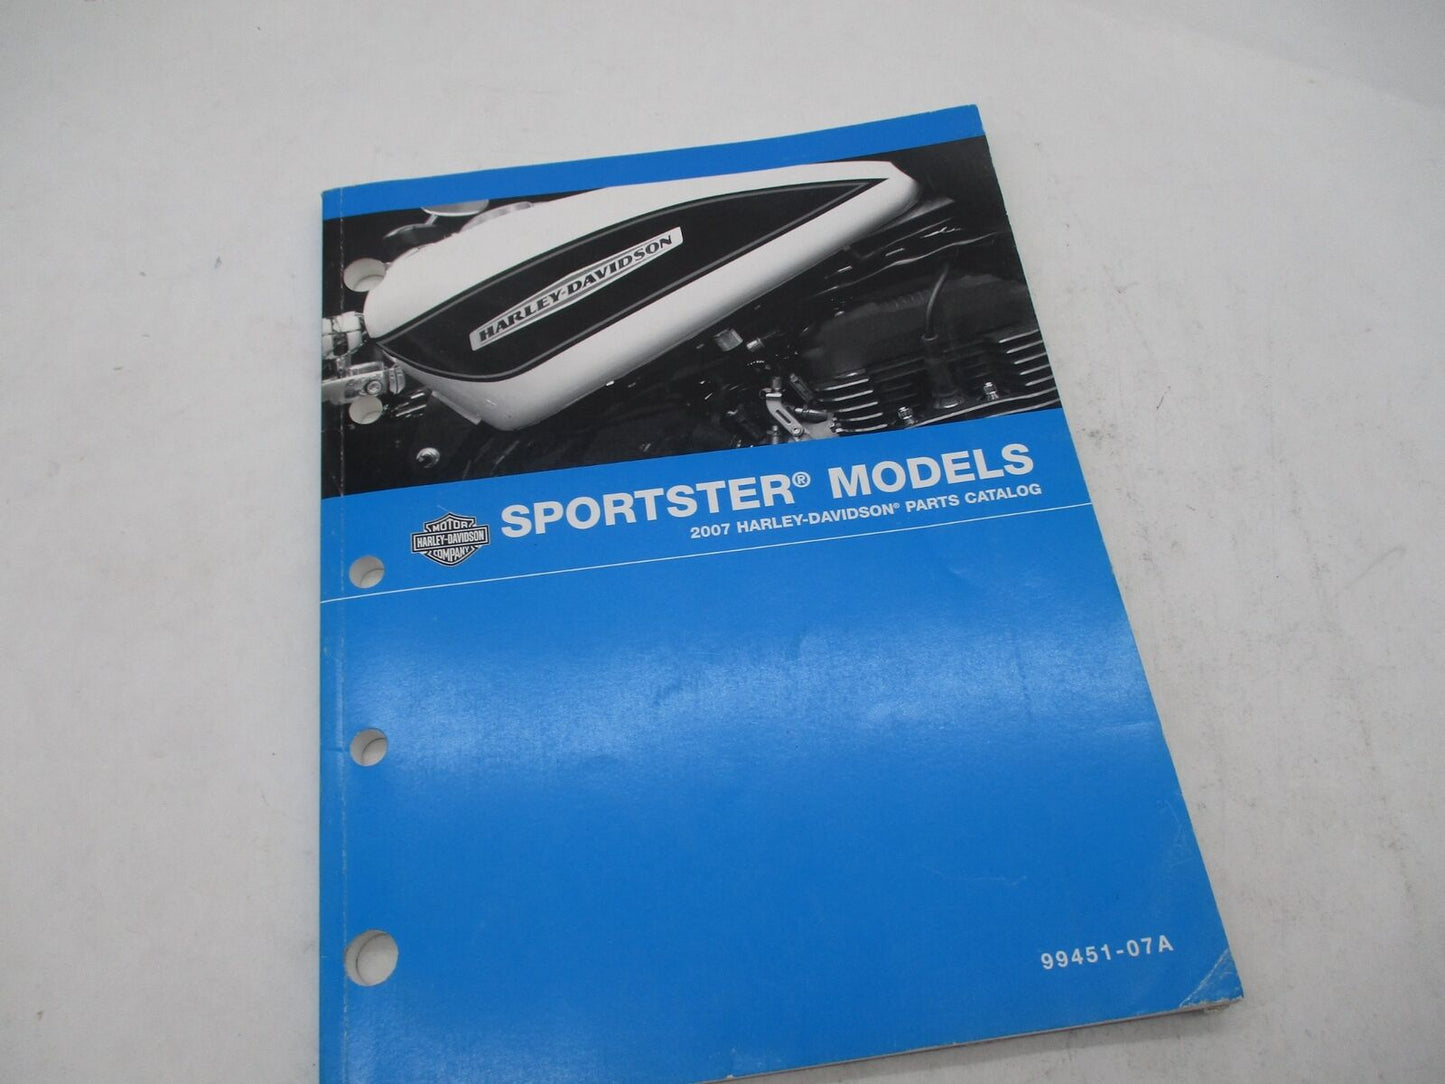 HARLEY-DAVIDSON
SPORTSTER® MODELS
2007 HARLEY-DAVIDSON® PARTS CATALOG
MOTOR
HARLEY-DAVIDSON
COMPANY
99451-07A